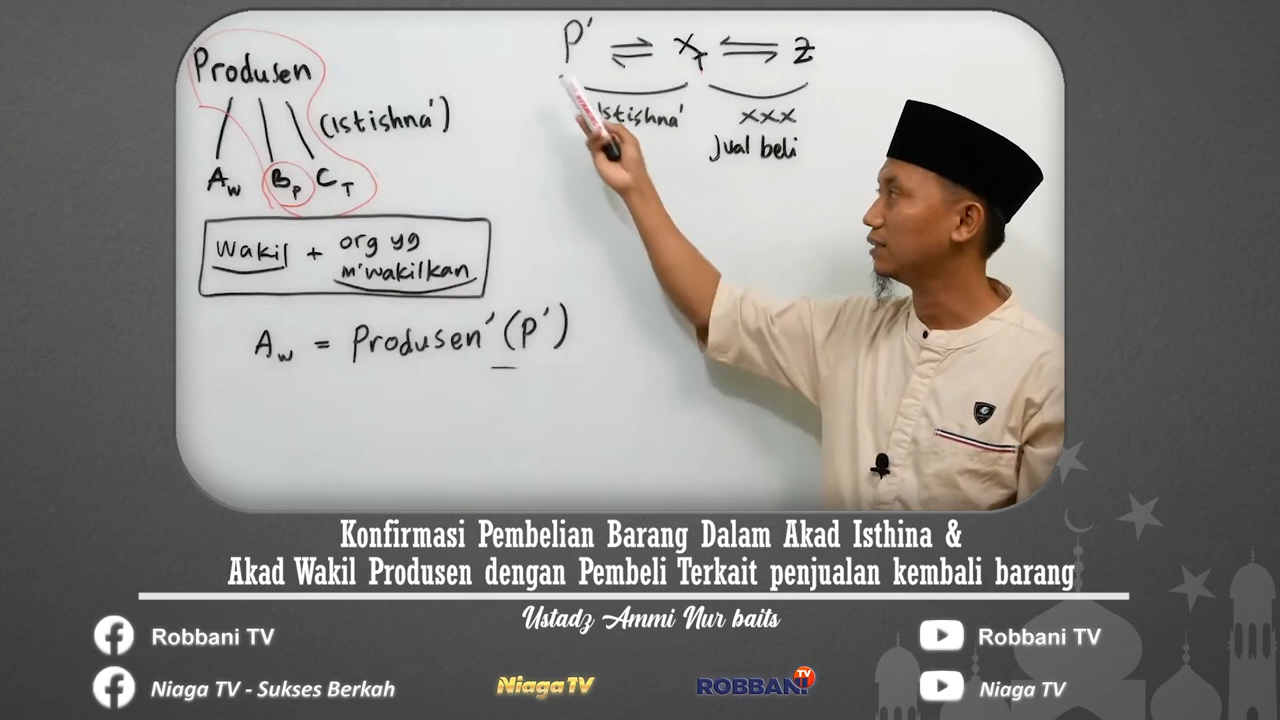 Produsen
(Istishna')
Aw Bp CT
Wakil + org yg
m'wakilkan
Aw = Produsen' (P')
P' ⇌ XT ⇌ Z
Istishna' xxx
Jual beli
Konfirmasi Pembelian Barang Dalam Akad Isthina &
Akad Wakil Produsen dengan Pembeli Terkait penjualan kembali barang
Ustadz Ammi Nur baits
Robbani TV
Robbani TV
Niaga TV - Sukses Berkah
Niaga TV
ROBBANI TV
Niaga TV